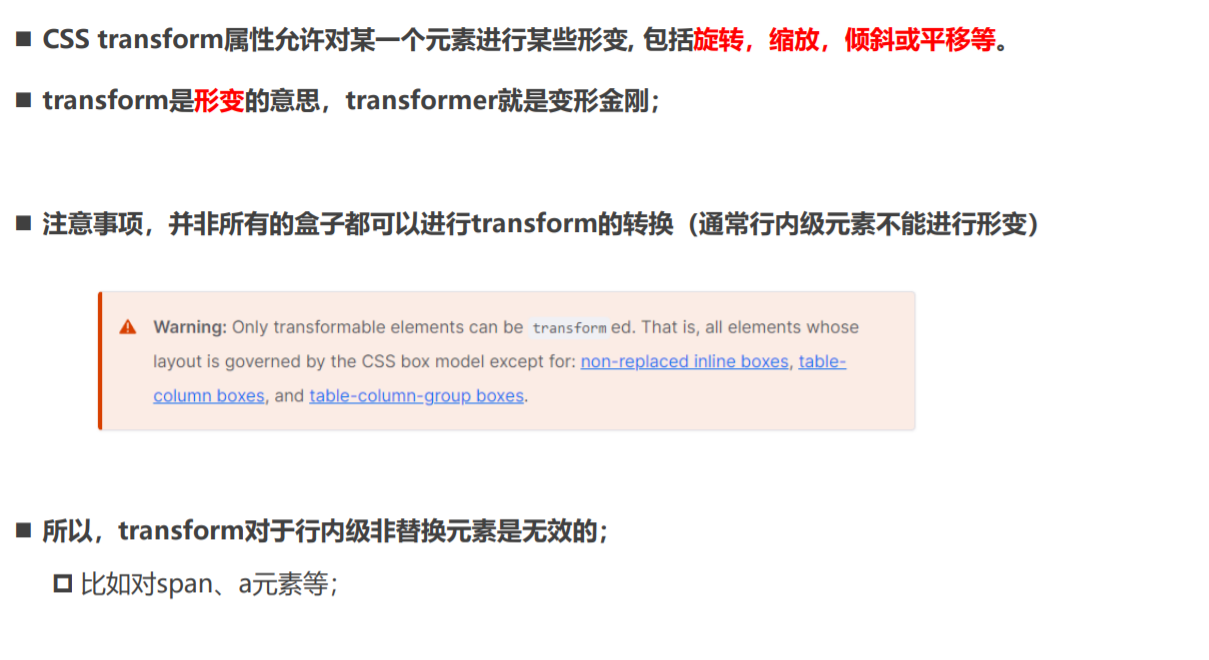 CSS transform属性允许对某一个元素进行某些形变, 包括旋转，缩放，倾斜或平移等。
transform是形变的意思，transformer就是变形金刚；
注意事项，并非所有的盒子都可以进行transform的转换（通常行内级元素不能进行形变）
Warning: Only transformable elements can be transformed. That is, all elements whose
layout is governed by the CSS box model except for: non-replaced inline boxes, table-
column boxes, and table-column-group boxes.
所以，transform对于行内级非替换元素是无效的；
比如对span、a元素等；